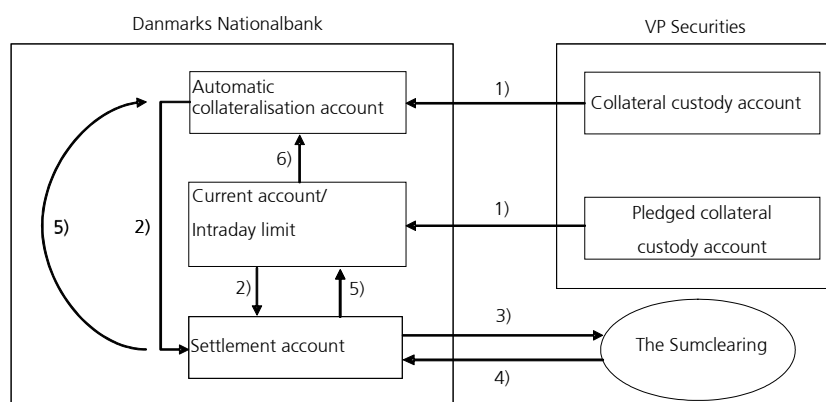 Danmarks Nationalbank
VP Securities
Automatic
collateralisation account
1)
Collateral custody account
6)
Current account/
Intraday limit
1)
Pledged collateral
custody account
5)
2)
2)
5)
Settlement account
3)
4)
The Sumclearing